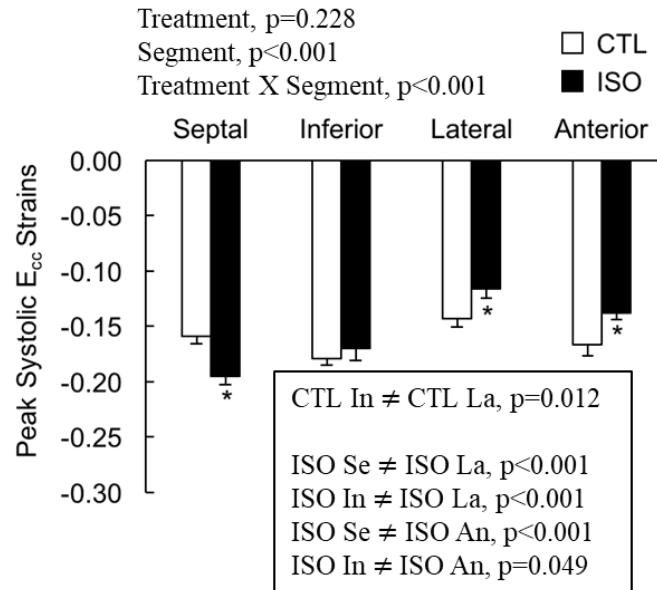 Treatment, p=0.228
Segment, p<0.001
Treatment X Segment, p<0.001
CTL
ISO
Septal Inferior Lateral Anterior
Peak Systolic Ecc Strains
0.00
-0.05
-0.10
-0.15
-0.20
-0.25
-0.30
*
*
*
CTL In ≠ CTL La, p=0.012
ISO Se ≠ ISO La, p<0.001
ISO In ≠ ISO La, p<0.001
ISO Se ≠ ISO An, p<0.001
ISO In ≠ ISO An, p=0.049